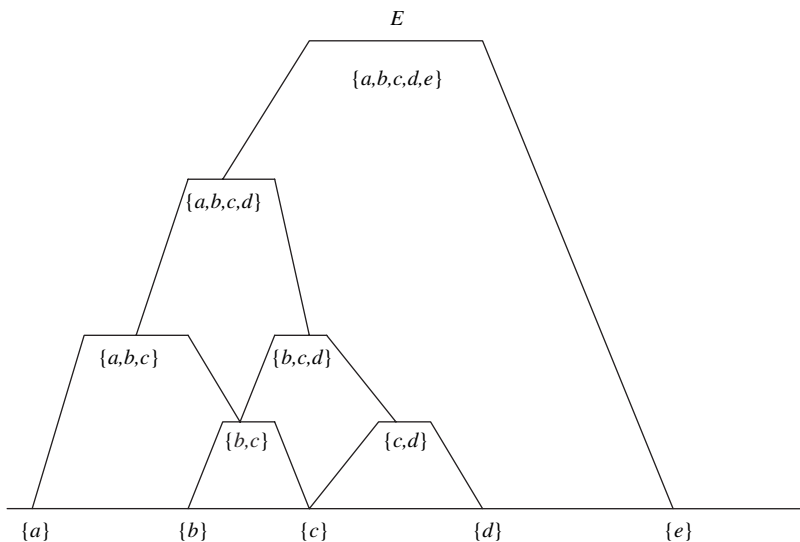 E
{a,b,c,d,e}
{a,b,c,d}
{a,b,c} {b,c,d}
{b,c} {c,d}
{a} {b} {c} {d} {e}